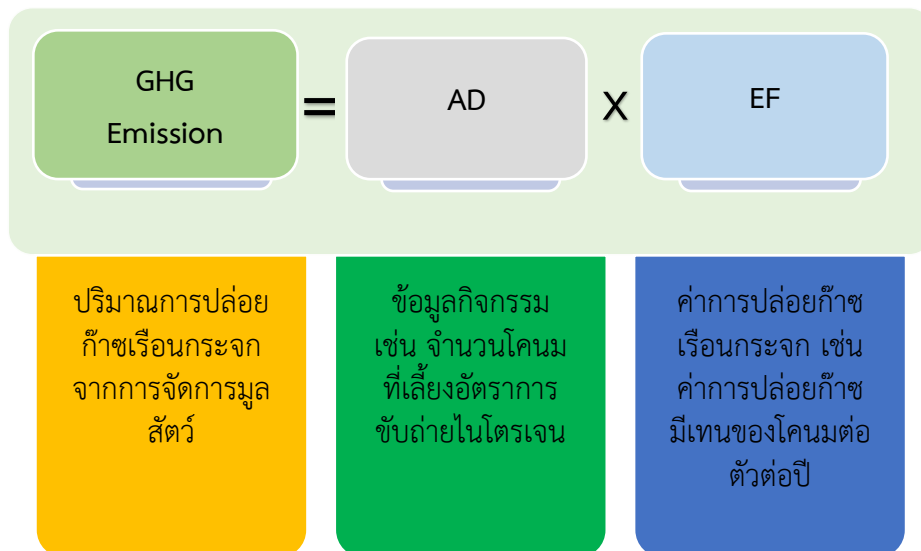 GHG
Emission
=
AD
X
EF
ปริมาณการปล่อย
ก๊าซเรือนกระจก
จากการจัดการมูล
สัตว์
ข้อมูลกิจกรรม
เช่น จำนวนโคนม
ที่เลี้ยงอัตราการ
ขับถ่ายไนโตรเจน
ค่าการปล่อยก๊าซ
เรือนกระจก เช่น
ค่าการปล่อยก๊าซ
มีเทนของโคนมต่อ
ตัวต่อปี